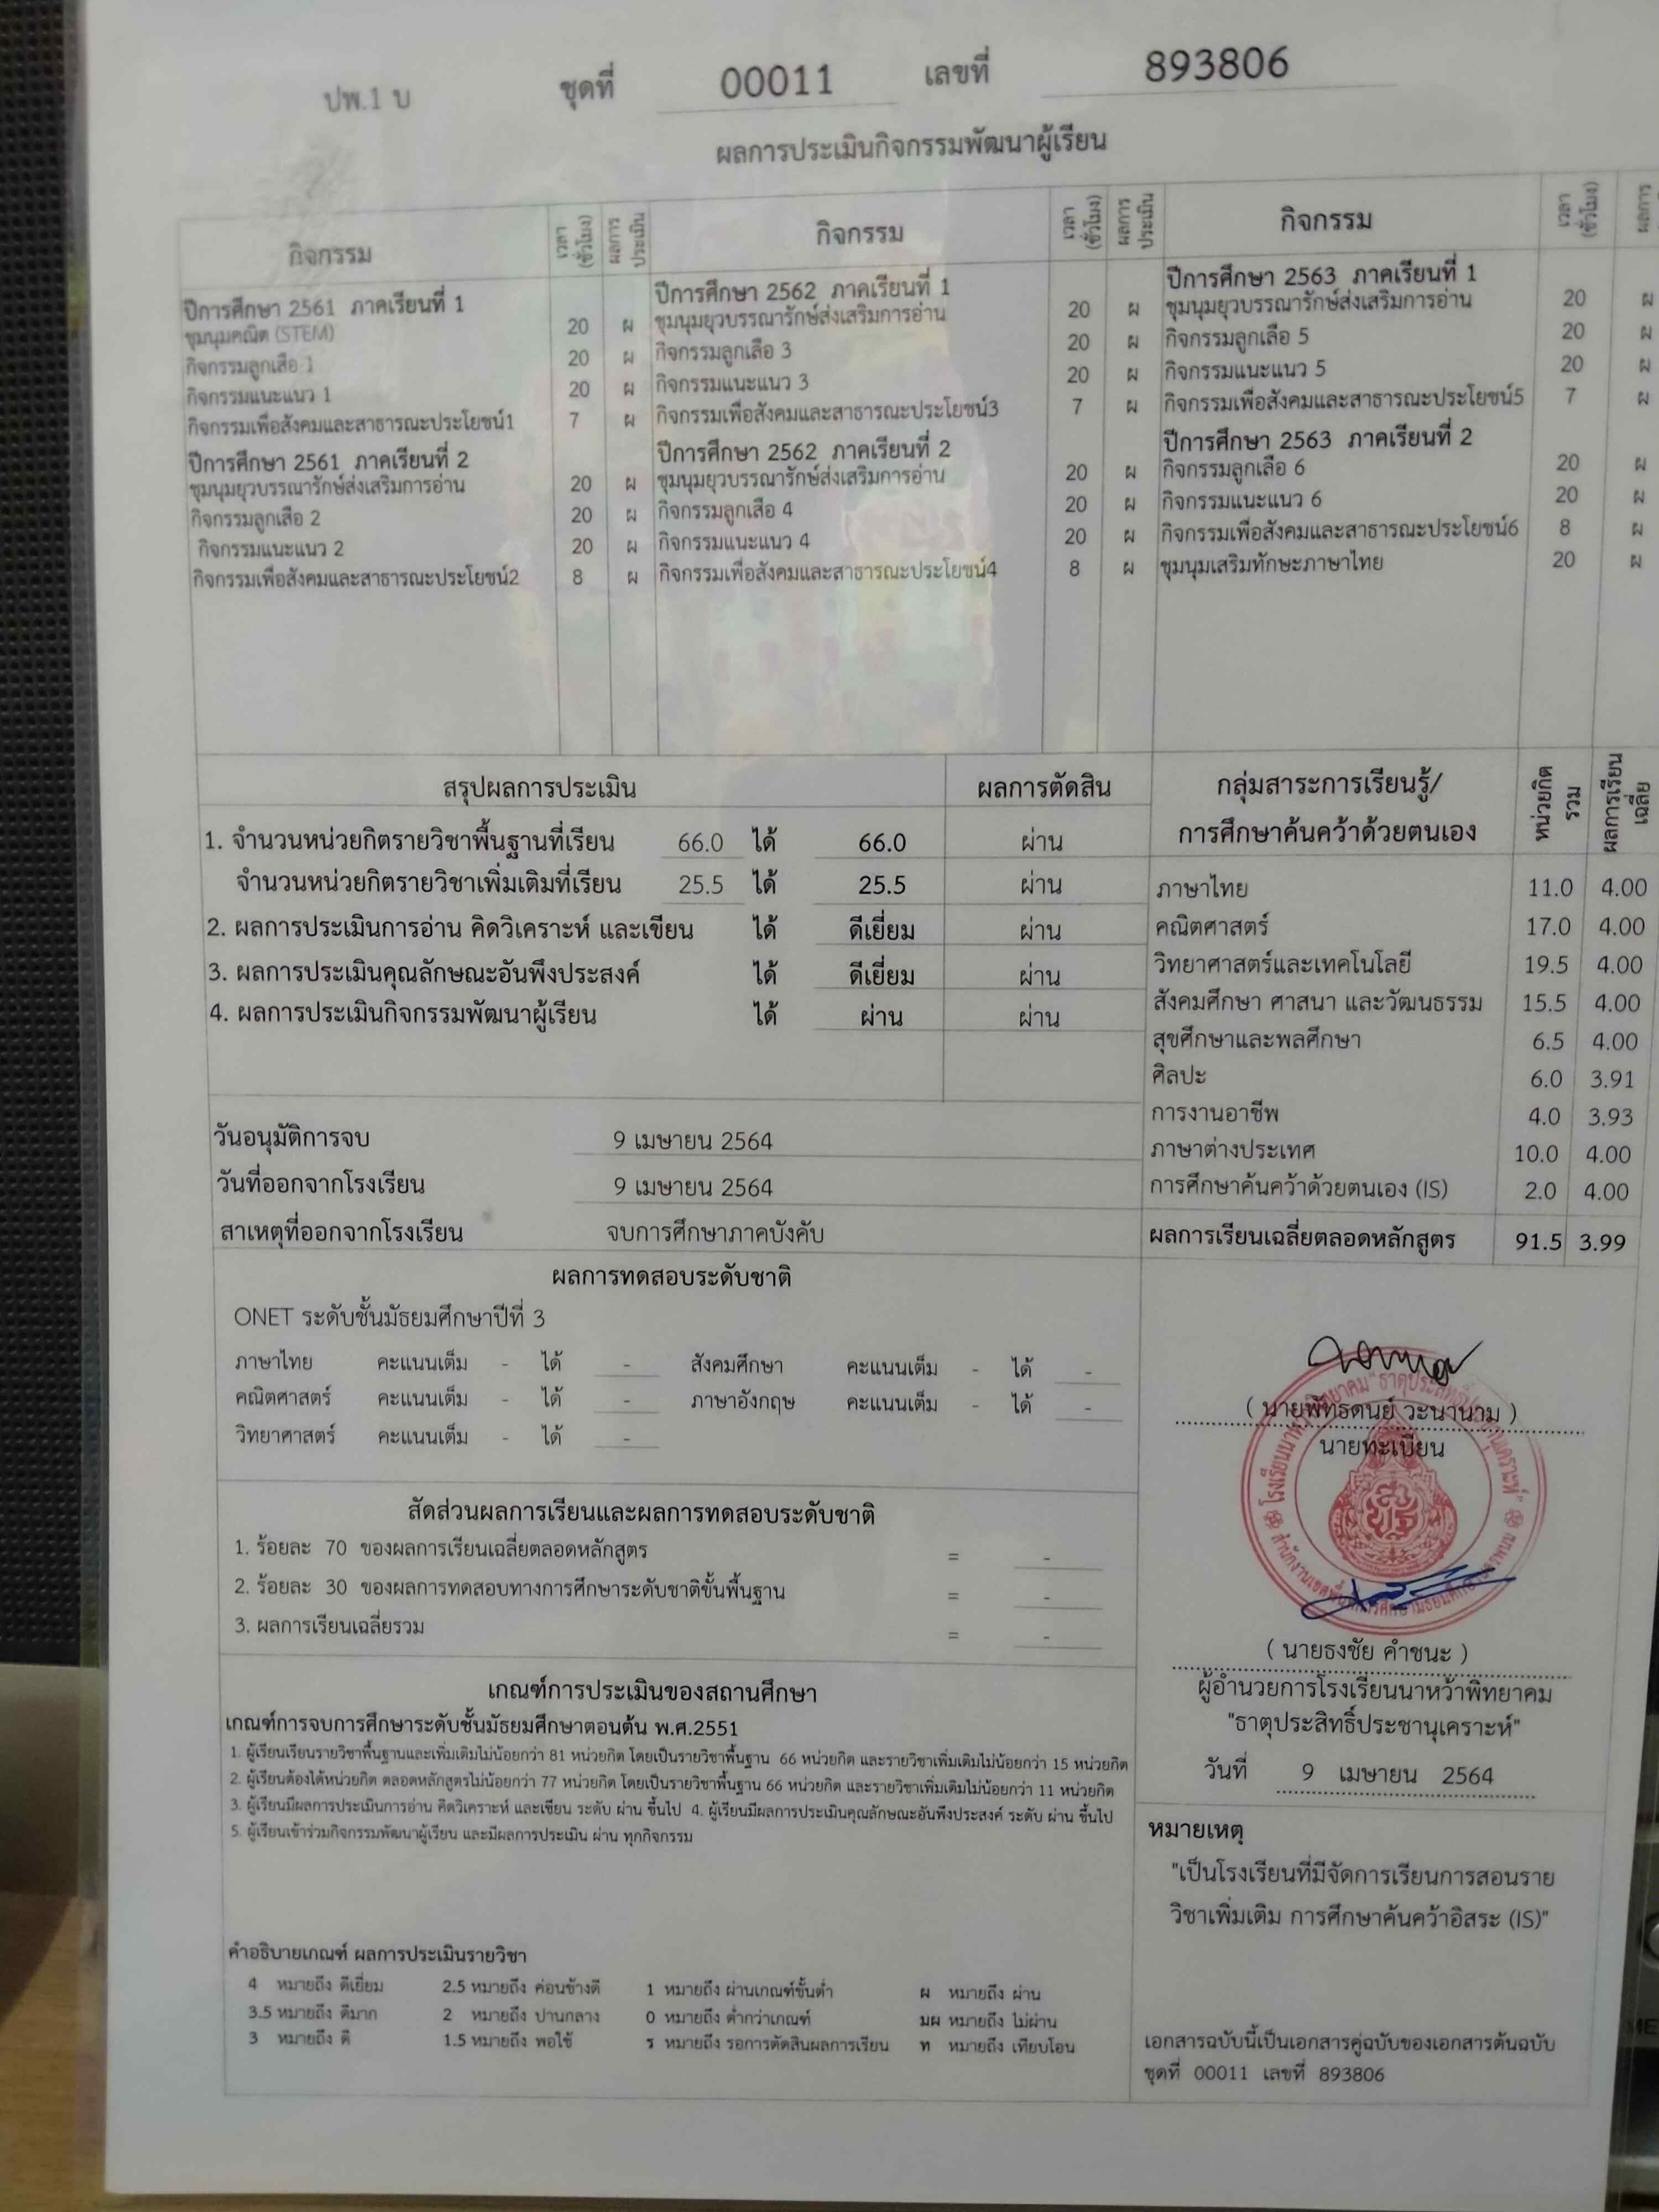 ปพ.1 บ ชุดที่ 00011 เลขที่ 893806
ผลการประเมินกิจกรรมพัฒนาผู้เรียน
กิจกรรม เวลา (ชั่วโมง) ผลการประเมิน กิจกรรม เวลา (ชั่วโมง) ผลการประเมิน กิจกรรม เวลา (ชั่วโมง) ผลการ
ปีการศึกษา 2561 ภาคเรียนที่ 1
ชุมนุมคณิต (STEM) 20 ผ
กิจกรรมลูกเสือ 1 20 ผ
กิจกรรมแนะแนว 1 20 ผ
กิจกรรมเพื่อสังคมและสาธารณะประโยชน์1 7 ผ
ปีการศึกษา 2561 ภาคเรียนที่ 2
ชุมนุมยุวบรรณารักษ์ส่งเสริมการอ่าน 20 ผ
กิจกรรมลูกเสือ 2 20 ผ
กิจกรรมแนะแนว 2 20 ผ
กิจกรรมเพื่อสังคมและสาธารณะประโยชน์2 8 ผ
ปีการศึกษา 2562 ภาคเรียนที่ 1
ชุมนุมยุวบรรณารักษ์ส่งเสริมการอ่าน 20 ผ
กิจกรรมลูกเสือ 3 20 ผ
กิจกรรมแนะแนว 3 20 ผ
กิจกรรมเพื่อสังคมและสาธารณะประโยชน์3 7 ผ
ปีการศึกษา 2562 ภาคเรียนที่ 2
ชุมนุมยุวบรรณารักษ์ส่งเสริมการอ่าน 20 ผ
กิจกรรมลูกเสือ 4 20 ผ
กิจกรรมแนะแนว 4 20 ผ
กิจกรรมเพื่อสังคมและสาธารณะประโยชน์4 8 ผ
ปีการศึกษา 2563 ภาคเรียนที่ 1
ชุมนุมยุวบรรณารักษ์ส่งเสริมการอ่าน 20 ผ
กิจกรรมลูกเสือ 5 20 ผ
กิจกรรมแนะแนว 5 20 ผ
กิจกรรมเพื่อสังคมและสาธารณะประโยชน์5 7 ผ
ปีการศึกษา 2563 ภาคเรียนที่ 2
กิจกรรมลูกเสือ 6 20 ผ
กิจกรรมแนะแนว 6 20 ผ
กิจกรรมเพื่อสังคมและสาธารณะประโยชน์6 8 ผ
ชุมนุมเสริมทักษะภาษาไทย 20 ผ
สรุปผลการประเมิน ผลการตัดสิน
1. จำนวนหน่วยกิตรายวิชาพื้นฐานที่เรียน 66.0 ได้ 66.0 ผ่าน
จำนวนหน่วยกิตรายวิชาเพิ่มเติมที่เรียน 25.5 ได้ 25.5 ผ่าน
2. ผลการประเมินการอ่าน คิดวิเคราะห์ และเขียน ได้ ดีเยี่ยม ผ่าน
3. ผลการประเมินคุณลักษณะอันพึงประสงค์ ได้ ดีเยี่ยม ผ่าน
4. ผลการประเมินกิจกรรมพัฒนาผู้เรียน ได้ ผ่าน ผ่าน
วันอนุมัติการจบ 9 เมษายน 2564
วันที่ออกจากโรงเรียน 9 เมษายน 2564
สาเหตุที่ออกจากโรงเรียน จบการศึกษาภาคบังคับ
กลุ่มสาระการเรียนรู้/ การศึกษาค้นคว้าด้วยตนเอง หน่วยกิตรวม ผลการเรียนเฉลี่ย
ภาษาไทย 11.0 4.00
คณิตศาสตร์ 17.0 4.00
วิทยาศาสตร์และเทคโนโลยี 19.5 4.00
สังคมศึกษา ศาสนา และวัฒนธรรม 15.5 4.00
สุขศึกษาและพลศึกษา 6.5 4.00
ศิลปะ 6.0 3.91
การงานอาชีพ 4.0 3.93
ภาษาต่างประเทศ 10.0 4.00
การศึกษาค้นคว้าด้วยตนเอง (IS) 2.0 4.00
ผลการเรียนเฉลี่ยตลอดหลักสูตร 91.5 3.99
ผลการทดสอบระดับชาติ
ONET ระดับชั้นมัธยมศึกษาปีที่ 3
ภาษาไทย คะแนนเต็ม - ได้ - สังคมศึกษา คะแนนเต็ม - ได้ -
คณิตศาสตร์ คะแนนเต็ม - ได้ - ภาษาอังกฤษ คะแนนเต็ม - ได้ -
วิทยาศาสตร์ คะแนนเต็ม - ได้ -
สัดส่วนผลการเรียนและผลการทดสอบระดับชาติ
1. ร้อยละ 70 ของผลการเรียนเฉลี่ยตลอดหลักสูตร = -
2. ร้อยละ 30 ของผลการทดสอบทางการศึกษาระดับชาติขั้นพื้นฐาน = -
3. ผลการเรียนเฉลี่ยรวม = -
เกณฑ์การประเมินของสถานศึกษา
เกณฑ์การจบการศึกษาระดับชั้นมัธยมศึกษาตอนต้น พ.ศ.2551
1. ผู้เรียนเรียนรายวิชาพื้นฐานและเพิ่มเติมไม่น้อยกว่า 81 หน่วยกิต โดยเป็นรายวิชาพื้นฐาน 66 หน่วยกิต และรายวิชาเพิ่มเติมไม่น้อยกว่า 15 หน่วยกิต
2. ผู้เรียนต้องได้หน่วยกิต ตลอดหลักสูตรไม่น้อยกว่า 77 หน่วยกิต โดยเป็นรายวิชาพื้นฐาน 66 หน่วยกิต และรายวิชาเพิ่มเติมไม่น้อยกว่า 11 หน่วยกิต
3. ผู้เรียนมีผลการประเมินการอ่าน คิดวิเคราะห์ และเขียน ระดับ ผ่าน ขึ้นไป 4. ผู้เรียนมีผลการประเมินคุณลักษณะอันพึงประสงค์ ระดับ ผ่าน ขึ้นไป
5. ผู้เรียนเข้าร่วมกิจกรรมพัฒนาผู้เรียน และมีผลการประเมิน ผ่าน ทุกกิจกรรม
คำอธิบายเกณฑ์ ผลการประเมินรายวิชา
4 หมายถึง ดีเยี่ยม 2.5 หมายถึง ค่อนข้างดี 1 หมายถึง ผ่านเกณฑ์ขั้นต่ำ ผ หมายถึง ผ่าน
3.5 หมายถึง ดีมาก 2 หมายถึง ปานกลาง 0 หมายถึง ต่ำกว่าเกณฑ์ มผ หมายถึง ไม่ผ่าน
3 หมายถึง ดี 1.5 หมายถึง พอใช้ ร หมายถึง รอการตัดสินผลการเรียน ท หมายถึง เทียบโอน
( นายพิทธดนย์ วะนานาม )
นายทะเบียน
( นายธงชัย คำชนะ )
ผู้อำนวยการโรงเรียนนาหว้าพิทยาคม
"ธาตุประสิทธิ์ประชานุเคราะห์"
วันที่ 9 เมษายน 2564
หมายเหตุ
"เป็นโรงเรียนที่มีจัดการเรียนการสอนราย
วิชาเพิ่มเติม การศึกษาค้นคว้าอิสระ (IS)"
เอกสารฉบับนี้เป็นเอกสารคู่ฉบับของเอกสารต้นฉบับ
ชุดที่ 00011 เลขที่ 893806